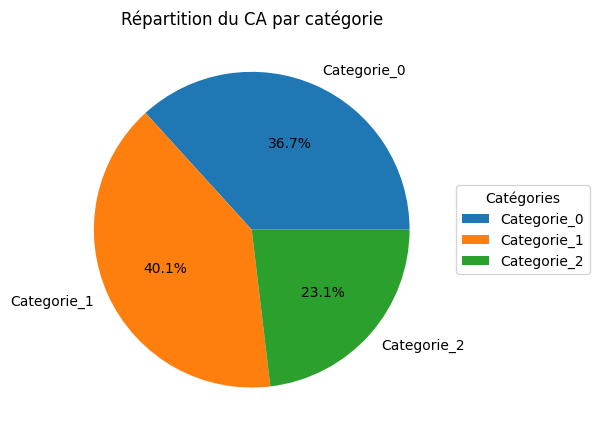 Répartition du CA par catégorie
Categorie_0
36.7%
Catégories
Categorie_0
Categorie_1
Categorie_2
40.1%
23.1%
Categorie_1
Categorie_2